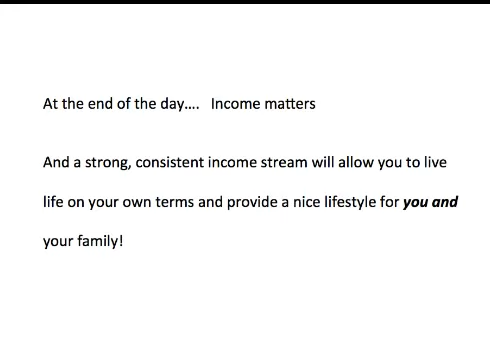 At the end of the day....   Income matters
And a strong, consistent income stream will allow you to live
life on your own terms and provide a nice lifestyle for you and
your family!